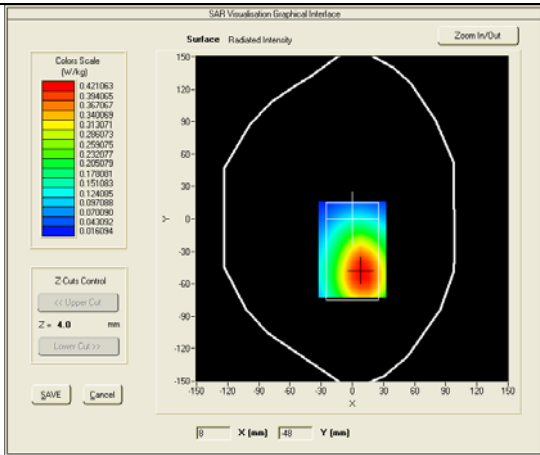 SAR Visualisation Graphical Interface
Surface Radiated Intensity
Zoom In/Out
Colors Scale
(W/kg)
0.421063
0.394065
0.367067
0.340069
0.313071
0.286073
0.259075
0.232077
0.205079
0.178081
0.151083
0.124085
0.097088
0.070090
0.043092
0.016094
Z-Cuts Control
<< Upper Cut
Z = 4.0 mm
Lower Cut >>
SAVE Cancel
150
120
90
60
30
0
-30
-60
-90
-120
-150
Y
-150 -120 -90 -60 -30 0 30 60 90 120 150
X
8 X (mm) -48 Y (mm)